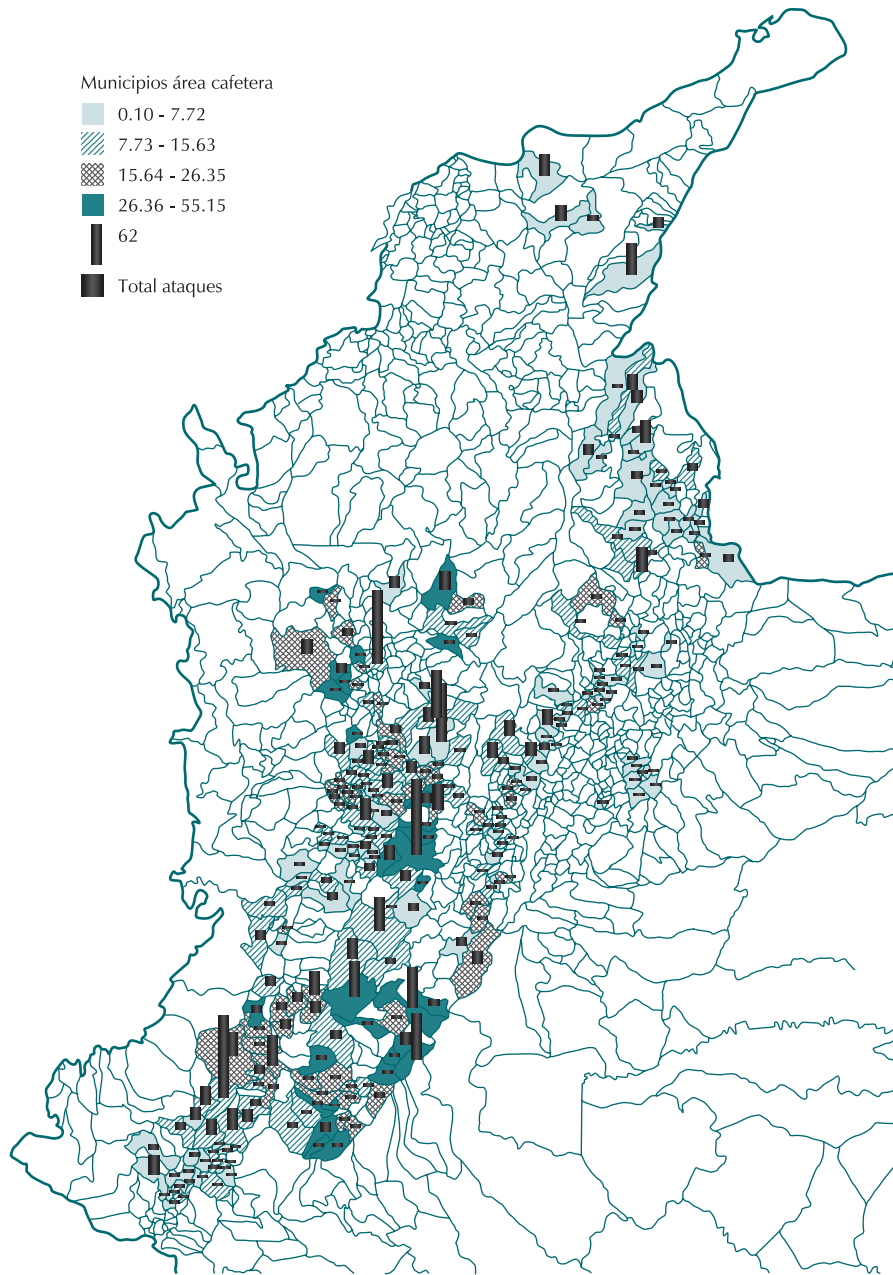 Municipios área cafetera
0.10 - 7.72
7.73 - 15.63
15.64 - 26.35
26.36 - 55.15
62
Total ataques